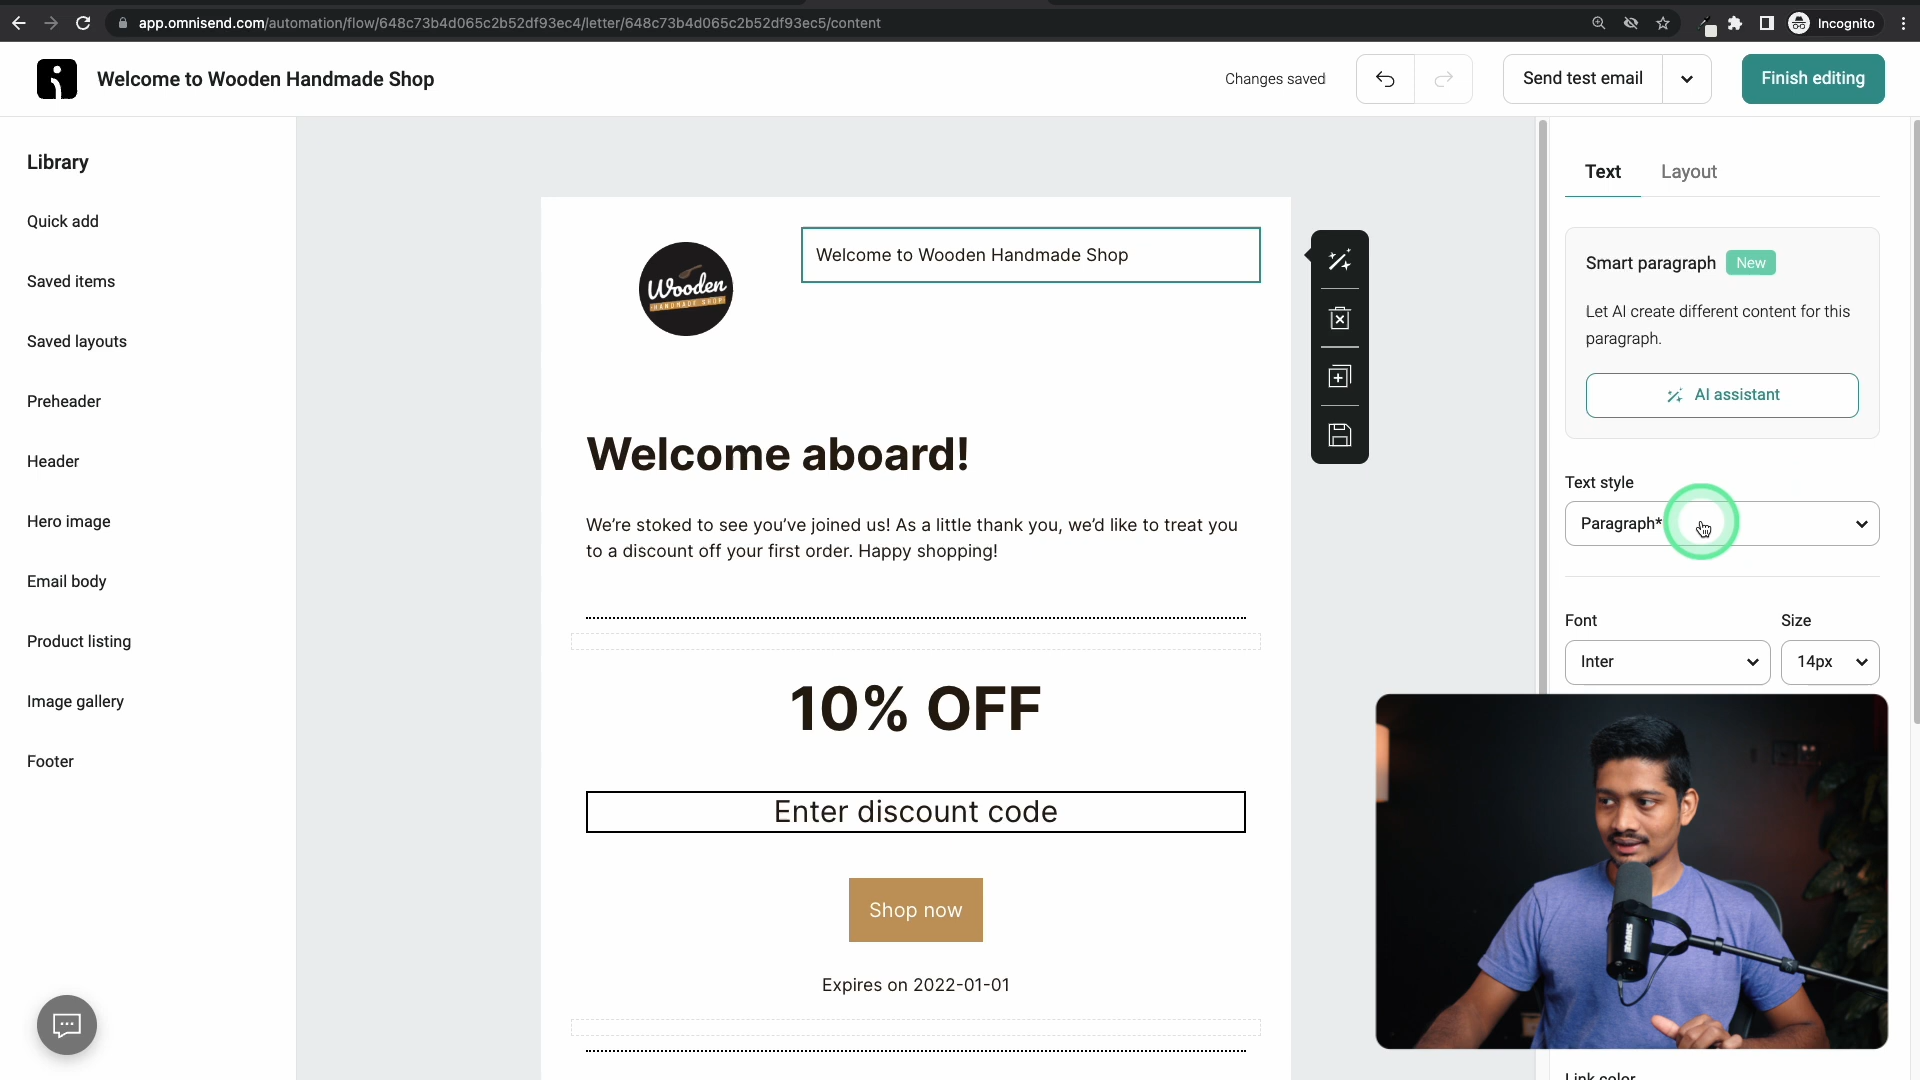 app.omnisend.com/automation/flow/648c73b4d065c2b52df93ec4/letter/648c73b4d065c2b52df93ec5/content
Incognito
Welcome to Wooden Handmade Shop
Changes saved
Send test email
Finish editing
Library
Quick add
Saved items
Saved layouts
Preheader
Header
Hero image
Email body
Product listing
Image gallery
Footer
Wooden
HANDMADE SHOP
Welcome to Wooden Handmade Shop
Welcome aboard!
We're stoked to see you've joined us! As a little thank you, we'd like to treat you
to a discount off your first order. Happy shopping!
10% OFF
Enter discount code
Shop now
Expires on 2022-01-01
Text Layout
Smart paragraph New
Let AI create different content for this
paragraph.
AI assistant
Text style
Paragraph*
Font Size
Inter 14px
SHURE
Link color